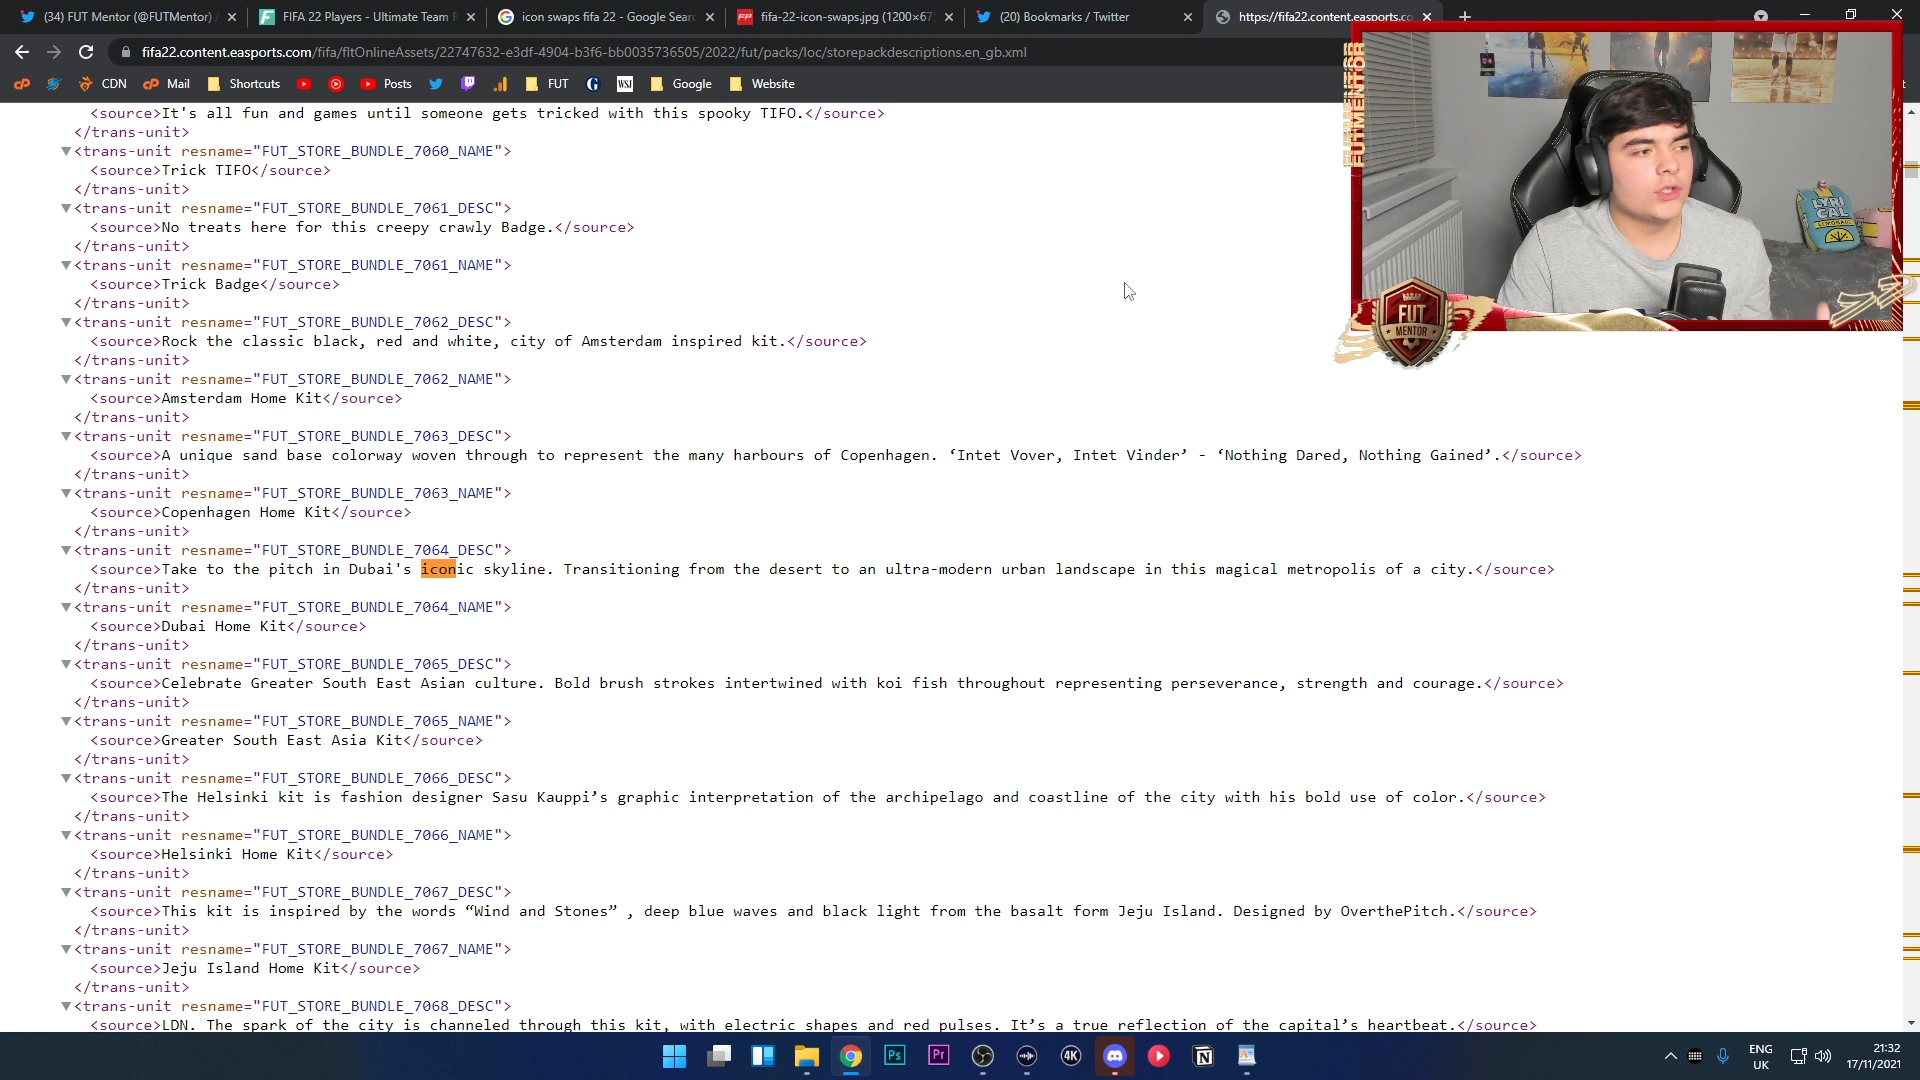 (34) FUT Mentor (@FUTMentor) /
FIFA 22 Players - Ultimate Team
icon swaps fifa 22 - Google Sear
fifa-22-icon-swaps.jpg (1200×67
(20) Bookmarks / Twitter
https://fifa22.content.easports.co
fifa22.content.easports.com/fifa/fltOnlineAssets/22747632-e3df-4904-b3f6-bb0035736505/2022/fut/packs/loc/storepackdescriptions.en_gb.xml
CDN
Mail
Shortcuts
Posts
FUT
Google
Website
<source>It's all fun and games until someone gets tricked with this spooky TIFO.</source>
</trans-unit>
▼<trans-unit resname="FUT_STORE_BUNDLE_7060_NAME">
<source>Trick TIFO</source>
</trans-unit>
▼<trans-unit resname="FUT_STORE_BUNDLE_7061_DESC">
<source>No treats here for this creepy crawly Badge.</source>
</trans-unit>
▼<trans-unit resname="FUT_STORE_BUNDLE_7061_NAME">
<source>Trick Badge</source>
</trans-unit>
▼<trans-unit resname="FUT_STORE_BUNDLE_7062_DESC">
<source>Rock the classic black, red and white, city of Amsterdam inspired kit.</source>
</trans-unit>
▼<trans-unit resname="FUT_STORE_BUNDLE_7062_NAME">
<source>Amsterdam Home Kit</source>
</trans-unit>
▼<trans-unit resname="FUT_STORE_BUNDLE_7063_DESC">
<source>A unique sand base colorway woven through to represent the many harbours of Copenhagen. ‘Intet Vover, Intet Vinder’ - ‘Nothing Dared, Nothing Gained’.</source>
</trans-unit>
▼<trans-unit resname="FUT_STORE_BUNDLE_7063_NAME">
<source>Copenhagen Home Kit</source>
</trans-unit>
▼<trans-unit resname="FUT_STORE_BUNDLE_7064_DESC">
<source>Take to the pitch in Dubai's iconic skyline. Transitioning from the desert to an ultra-modern urban landscape in this magical metropolis of a city.</source>
</trans-unit>
▼<trans-unit resname="FUT_STORE_BUNDLE_7064_NAME">
<source>Dubai Home Kit</source>
</trans-unit>
▼<trans-unit resname="FUT_STORE_BUNDLE_7065_DESC">
<source>Celebrate Greater South East Asian culture. Bold brush strokes intertwined with koi fish throughout representing perseverance, strength and courage.</source>
</trans-unit>
▼<trans-unit resname="FUT_STORE_BUNDLE_7065_NAME">
<source>Greater South East Asia Kit</source>
</trans-unit>
▼<trans-unit resname="FUT_STORE_BUNDLE_7066_DESC">
<source>The Helsinki kit is fashion designer Sasu Kauppi’s graphic interpretation of the archipelago and coastline of the city with his bold use of color.</source>
</trans-unit>
▼<trans-unit resname="FUT_STORE_BUNDLE_7066_NAME">
<source>Helsinki Home Kit</source>
</trans-unit>
▼<trans-unit resname="FUT_STORE_BUNDLE_7067_DESC">
<source>This kit is inspired by the words “Wind and Stones” , deep blue waves and black light from the basalt form Jeju Island. Designed by OverthePitch.</source>
</trans-unit>
▼<trans-unit resname="FUT_STORE_BUNDLE_7067_NAME">
<source>Jeju Island Home Kit</source>
</trans-unit>
▼<trans-unit resname="FUT_STORE_BUNDLE_7068_DESC">
<source>LDN. The spark of the city is channeled through this kit, with electric shapes and red pulses. It’s a true reflection of the capital’s heartbeat.</source>
FUTMENTOR
LYRI
CAL
LEMONADE
FUT
MENTOR
Ps
Pr
4K
ENG
UK
21:32
17/11/2021